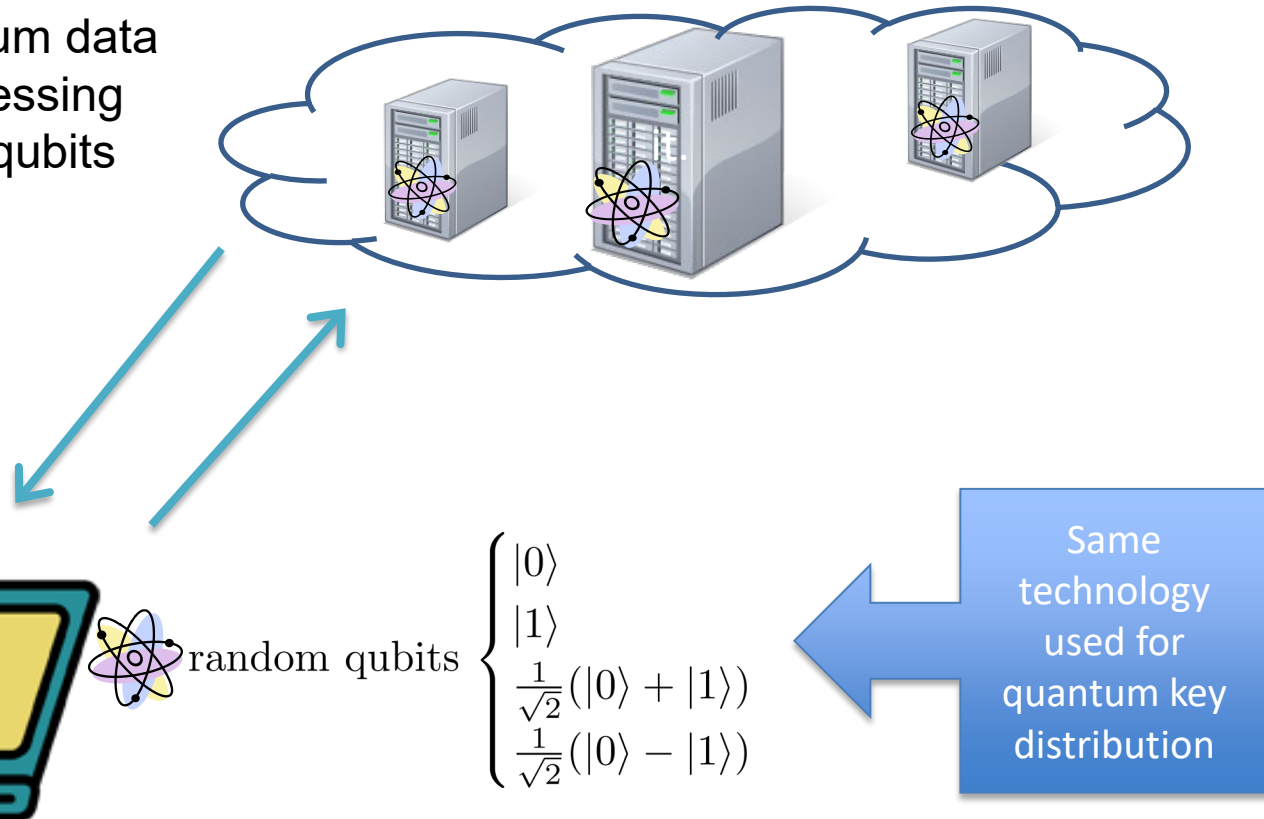 um data
essing
qubits
it.
random qubits
|0⟩
|1⟩
1/√2(|0⟩ + |1⟩)
1/√2(|0⟩ − |1⟩)
Same
technology
used for
quantum key
distribution